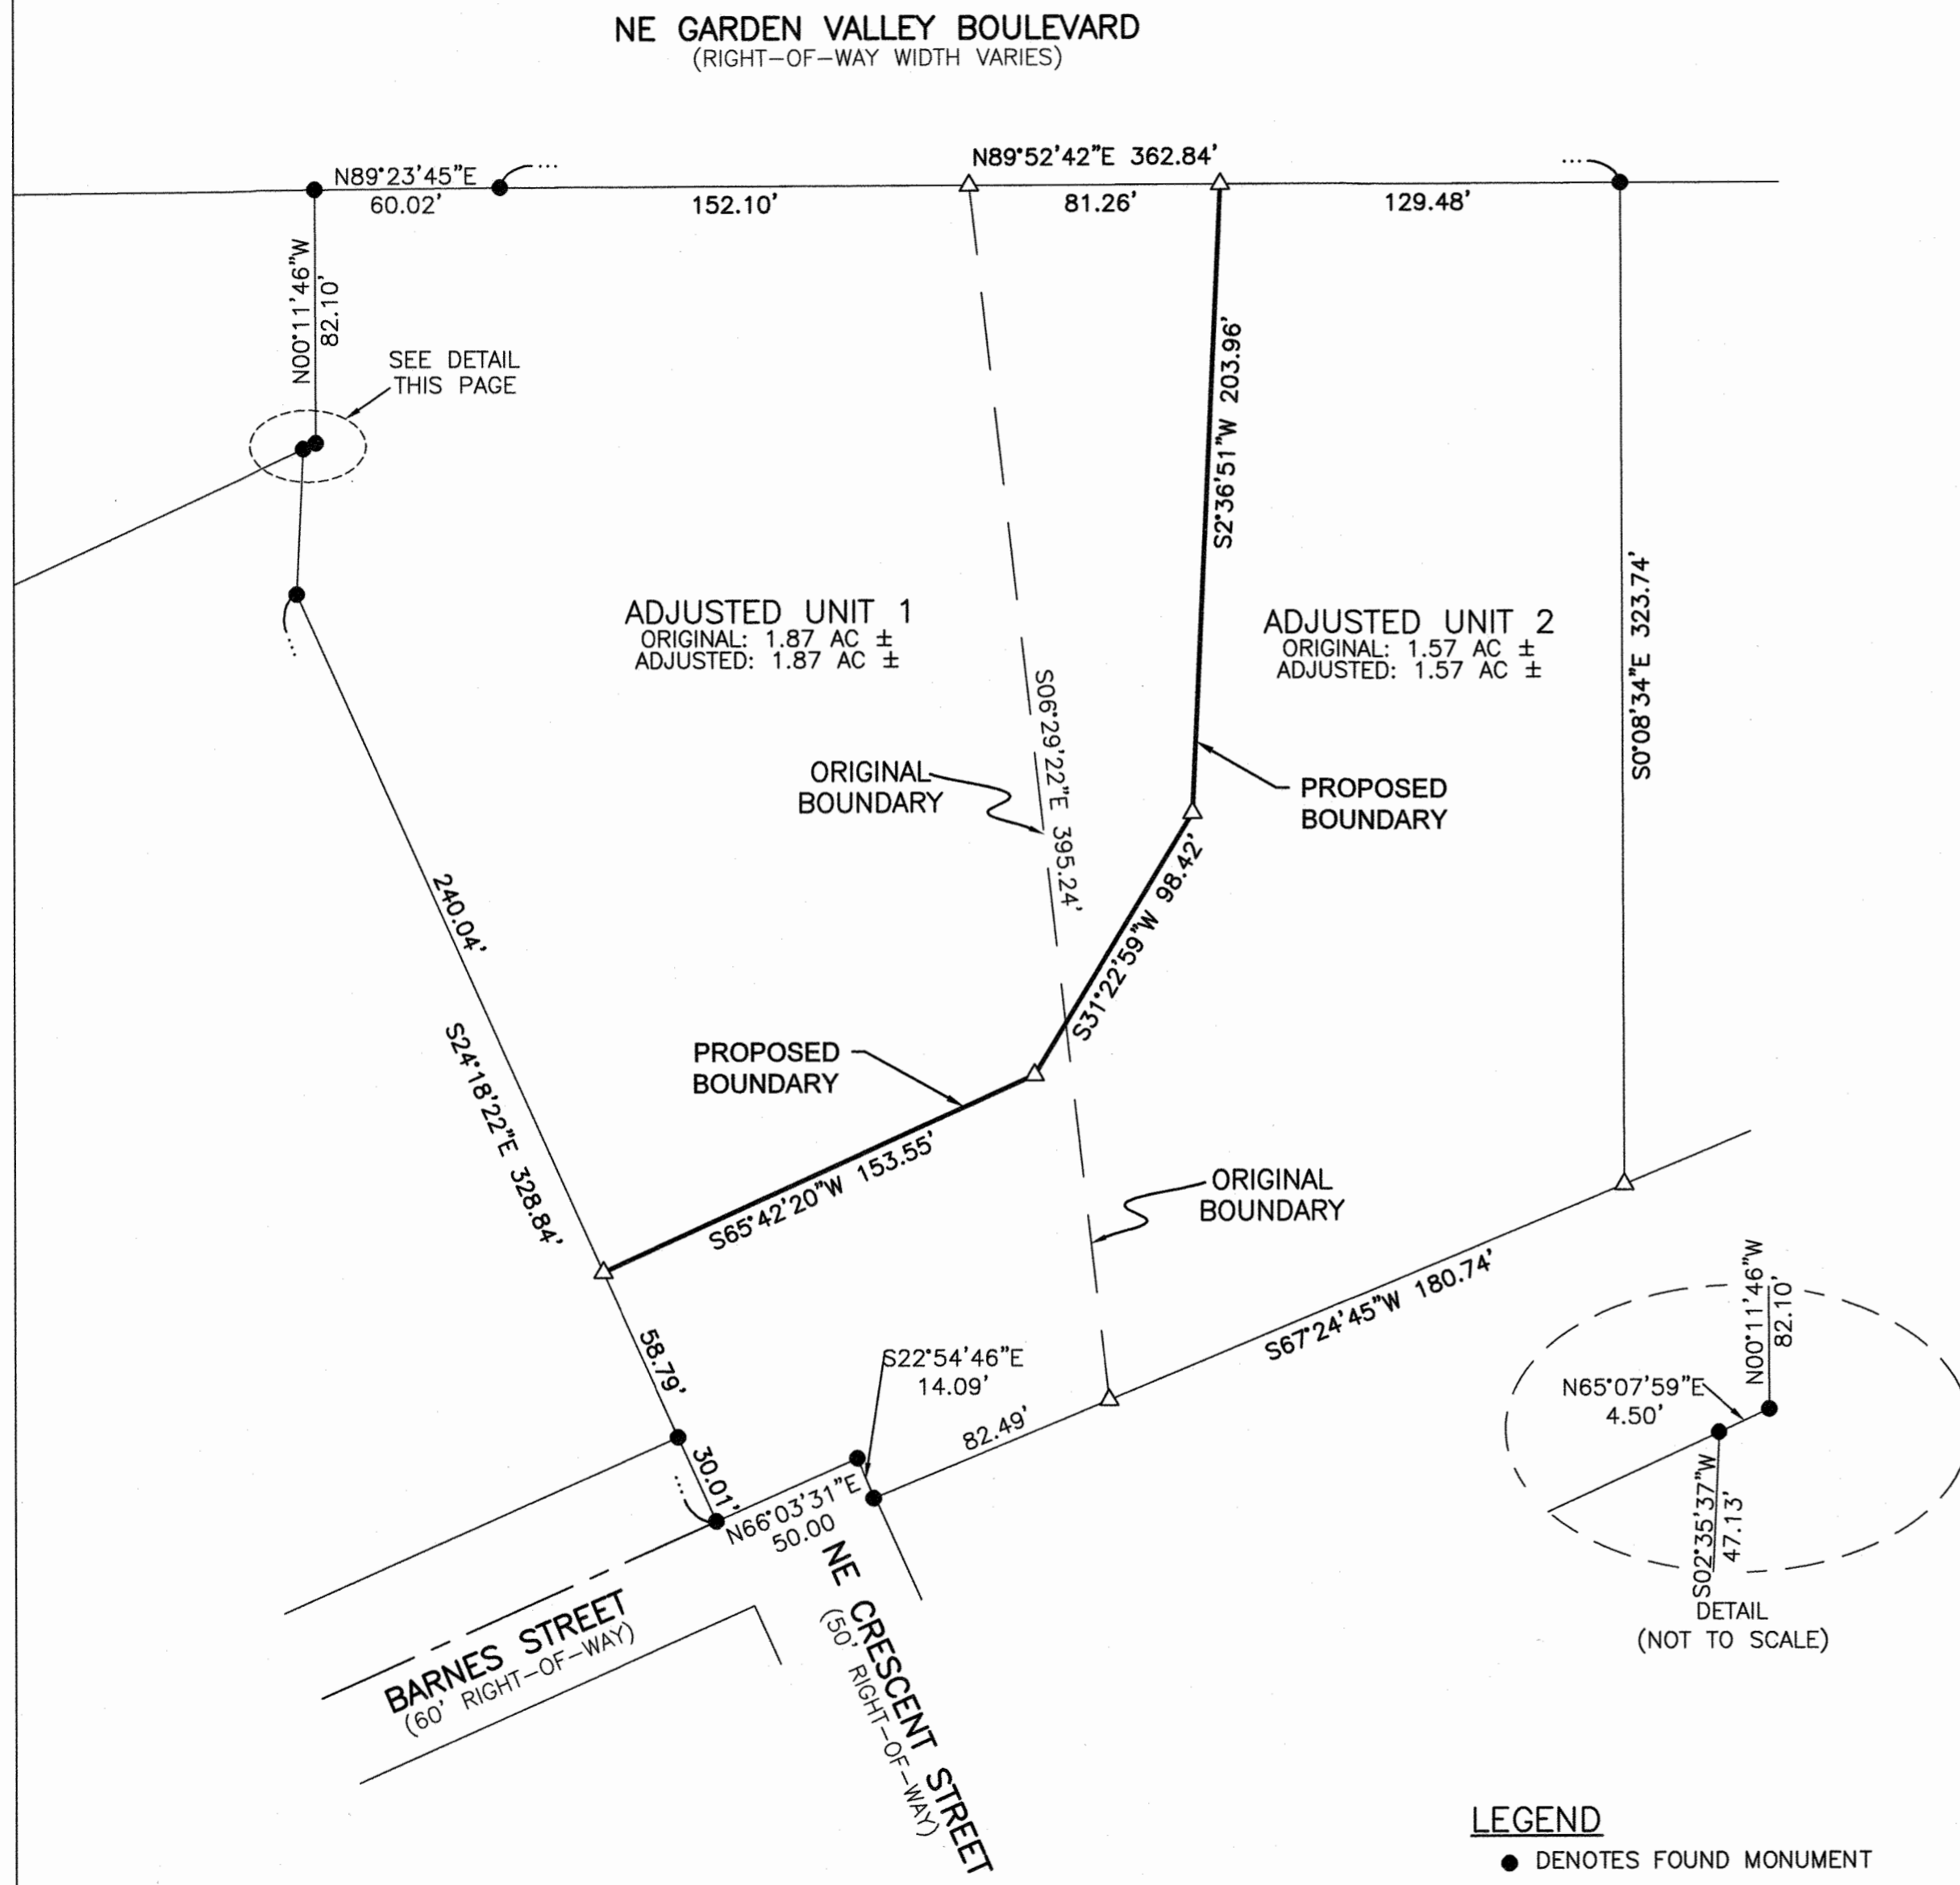 NE GARDEN VALLEY BOULEVARD
(RIGHT-OF-WAY WIDTH VARIES)
N89°52'42"E 362.84'
N89°23'45"E
60.02'
152.10'
81.26'
129.48'
N00°11'46"W
82.10'
SEE DETAIL
THIS PAGE
S2°36'51"W 203.96'
S0°08'34"E 323.74'
ADJUSTED UNIT 1
ORIGINAL: 1.87 AC ±
ADJUSTED: 1.87 AC ±
ADJUSTED UNIT 2
ORIGINAL: 1.57 AC ±
ADJUSTED: 1.57 AC ±
S06°29'22"E 395.24'
ORIGINAL
BOUNDARY
PROPOSED
BOUNDARY
240.04'
S24°18'22"E 328.84'
S31°22'59"W 98.42'
PROPOSED
BOUNDARY
S65°42'20"W 153.55'
ORIGINAL
BOUNDARY
S67°24'45"W 180.74'
58.79'
S22°54'46"E
14.09'
82.49'
30.01'
N66°03'31"E
50.00
N00°11'46"W
82.10'
N65°07'59"E
4.50'
S02°35'37"W
47.13'
DETAIL
(NOT TO SCALE)
BARNES STREET
(60' RIGHT-OF-WAY)
NE CRESCENT STREET
(50' RIGHT-OF-WAY)
LEGEND
● DENOTES FOUND MONUMENT